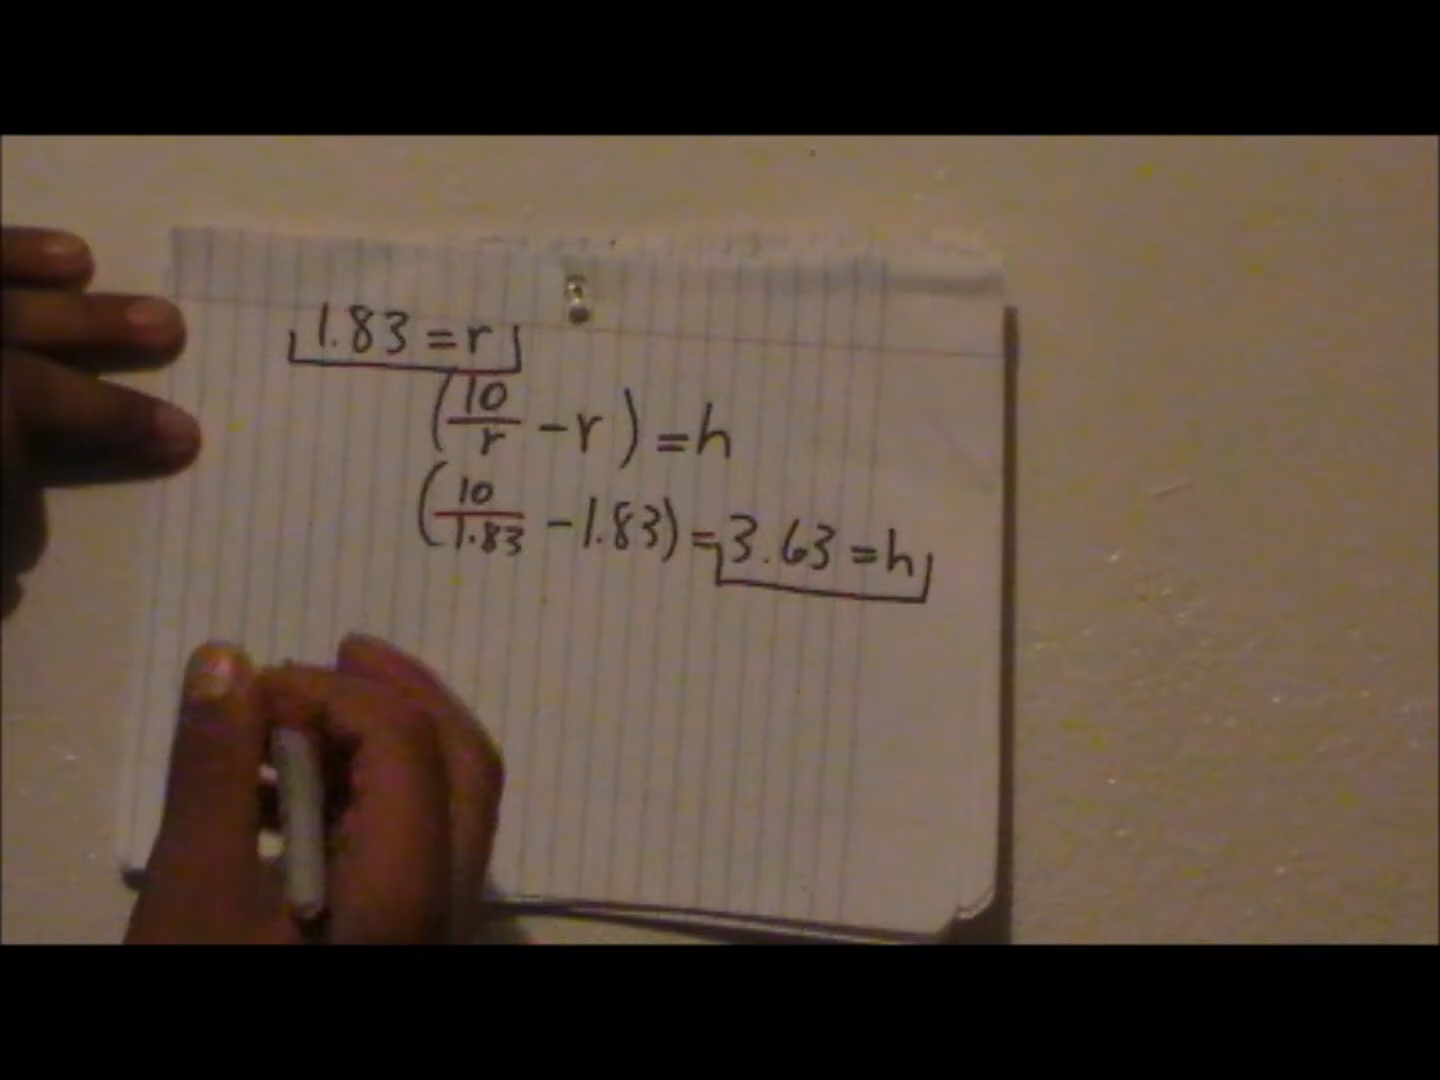 1.83 = r
(10/r - r) = h
(10/1.83 - 1.83) = 3.63 = h